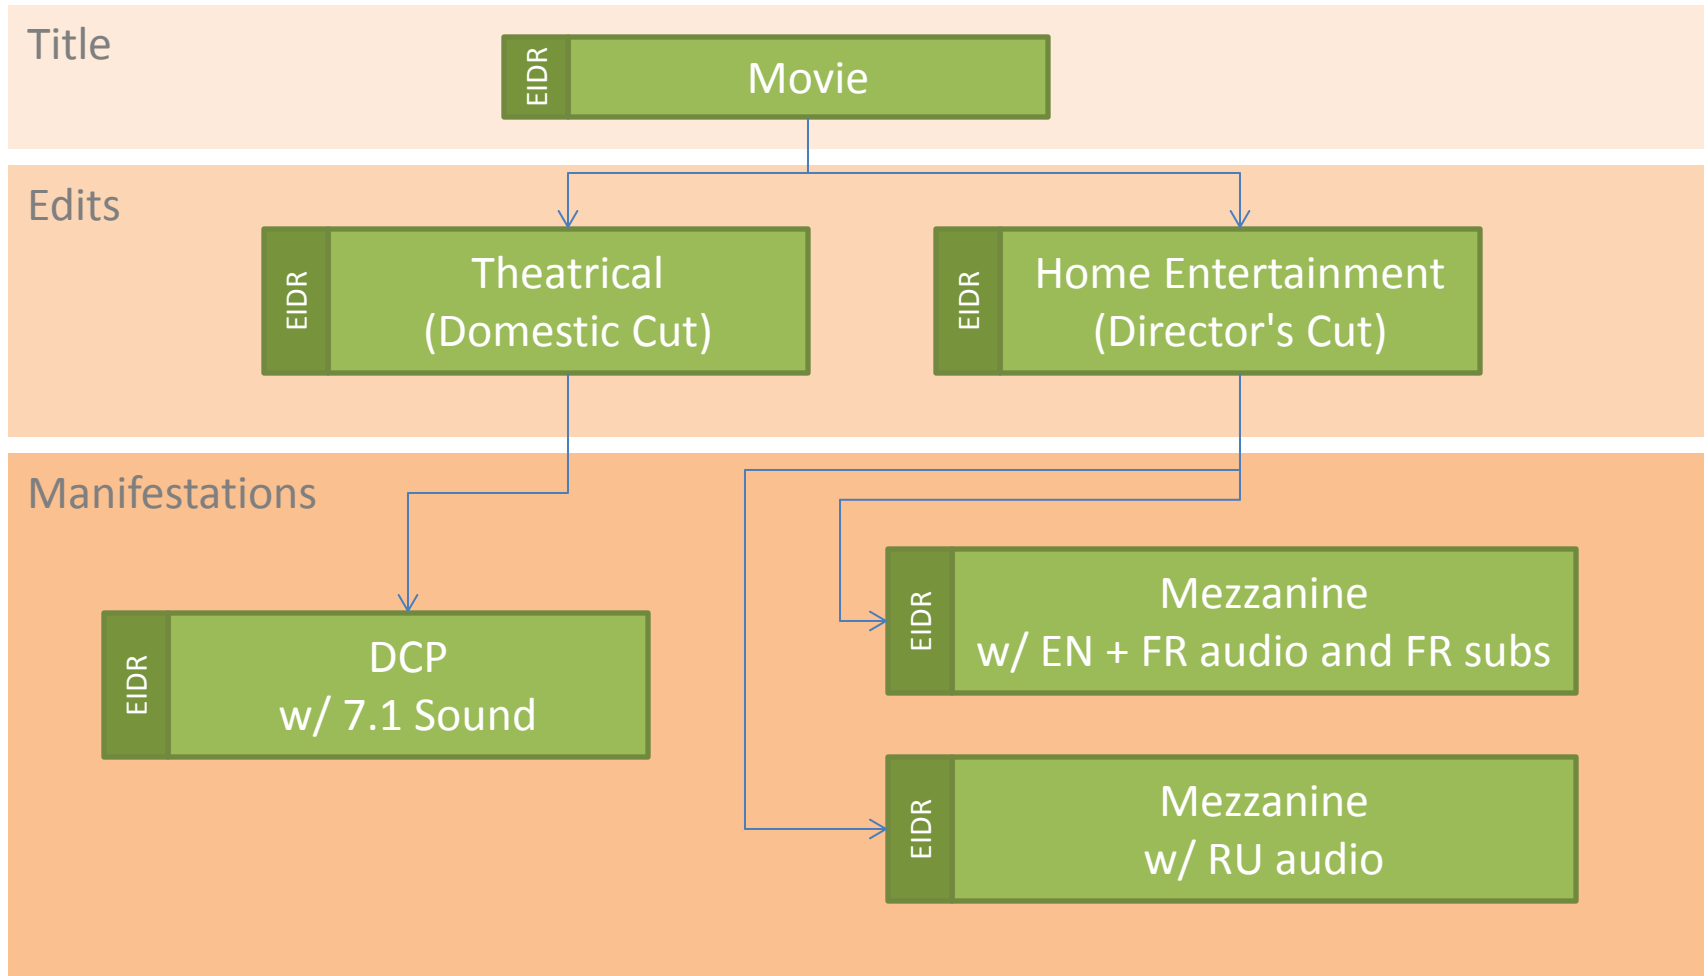 Title
EIDR
Movie
Edits
EIDR
Theatrical
(Domestic Cut)
EIDR
Home Entertainment
(Director's Cut)
Manifestations
EIDR
DCP
w/ 7.1 Sound
EIDR
Mezzanine
w/ EN + FR audio and FR subs
EIDR
Mezzanine
w/ RU audio